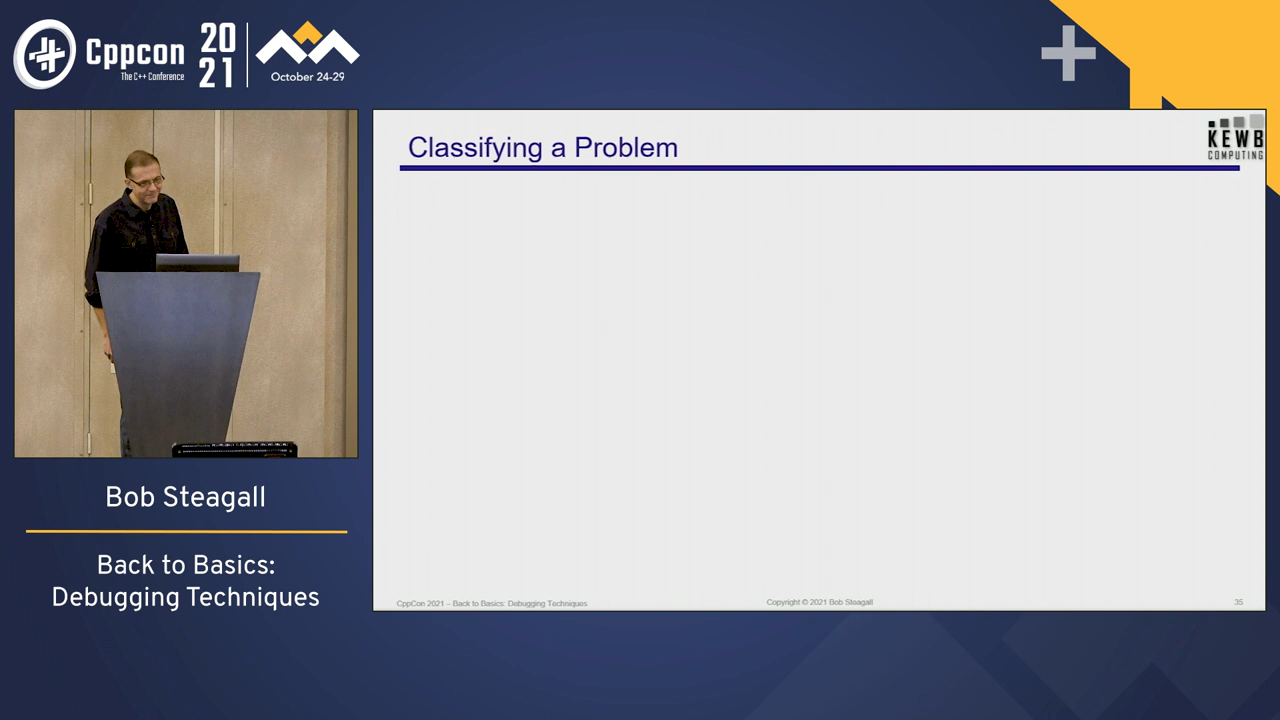 Cppcon
The C++ Conference
20
21
October 24-29
Classifying a Problem
KEWB
COMPUTING
Bob Steagall
Back to Basics:
Debugging Techniques
CppCon 2021 – Back to Basics: Debugging Techniques
Copyright © 2021 Bob Steagall
35